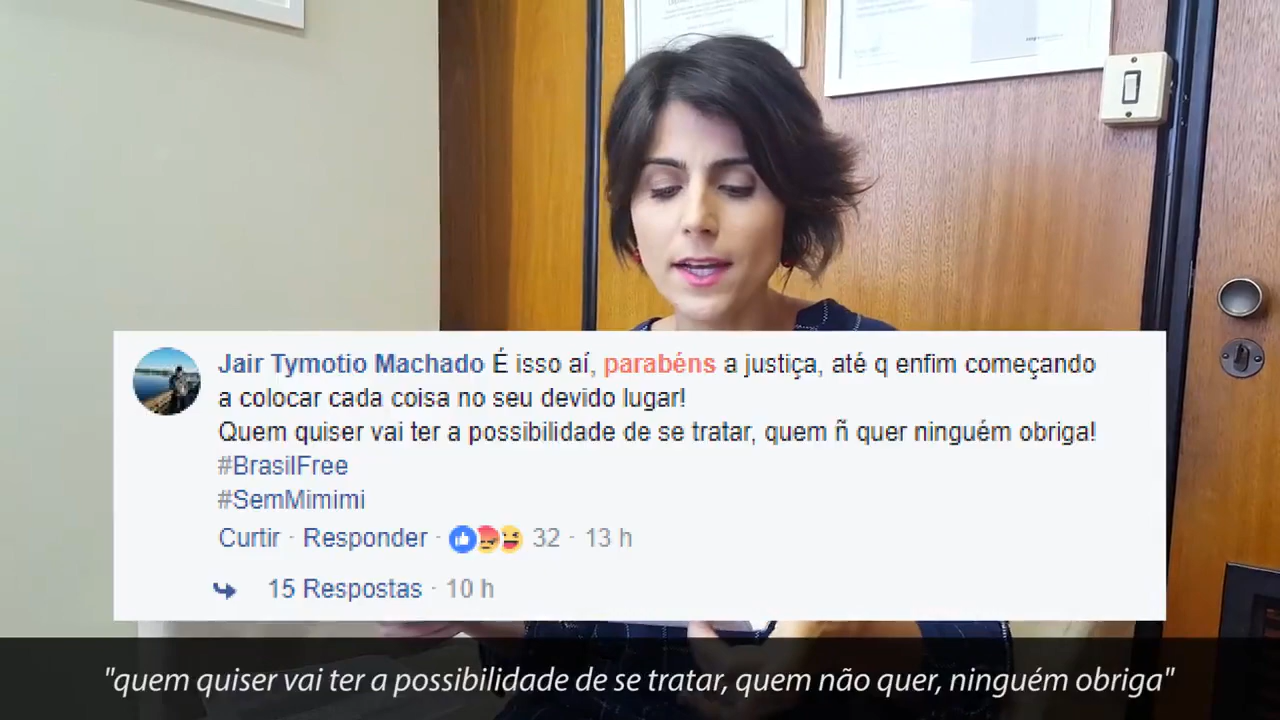 Jair Tymotio Machado É isso aí, parabéns a justiça, até q enfim começando
a colocar cada coisa no seu devido lugar!
Quem quiser vai ter a possibilidade de se tratar, quem ñ quer ninguém obriga!
#BrasilFree
#SemMimimi
Curtir · Responder · 32 · 13 h
15 Respostas · 10 h
"quem quiser vai ter a possibilidade de se tratar, quem não quer, ninguém obriga"